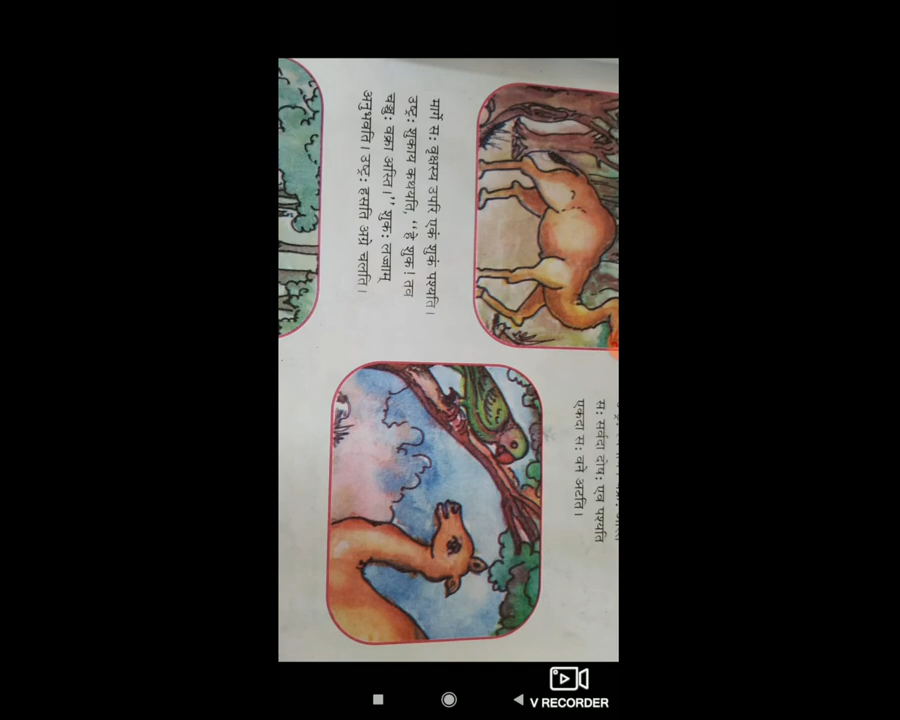 सः सर्वदा दोषः एव पश्यति
एकदा सः वने अटति।
मार्गे सः वृक्षस्य उपरि एकं शुकं पश्यति।
उष्ट्रः शुकाय कथयति, “हे शुक! तव
चञ्चुः वक्रा अस्ति।” शुकः लज्जाम्
अनुभवति। उष्ट्रः हसति अग्रे चलति।
V RECORDER